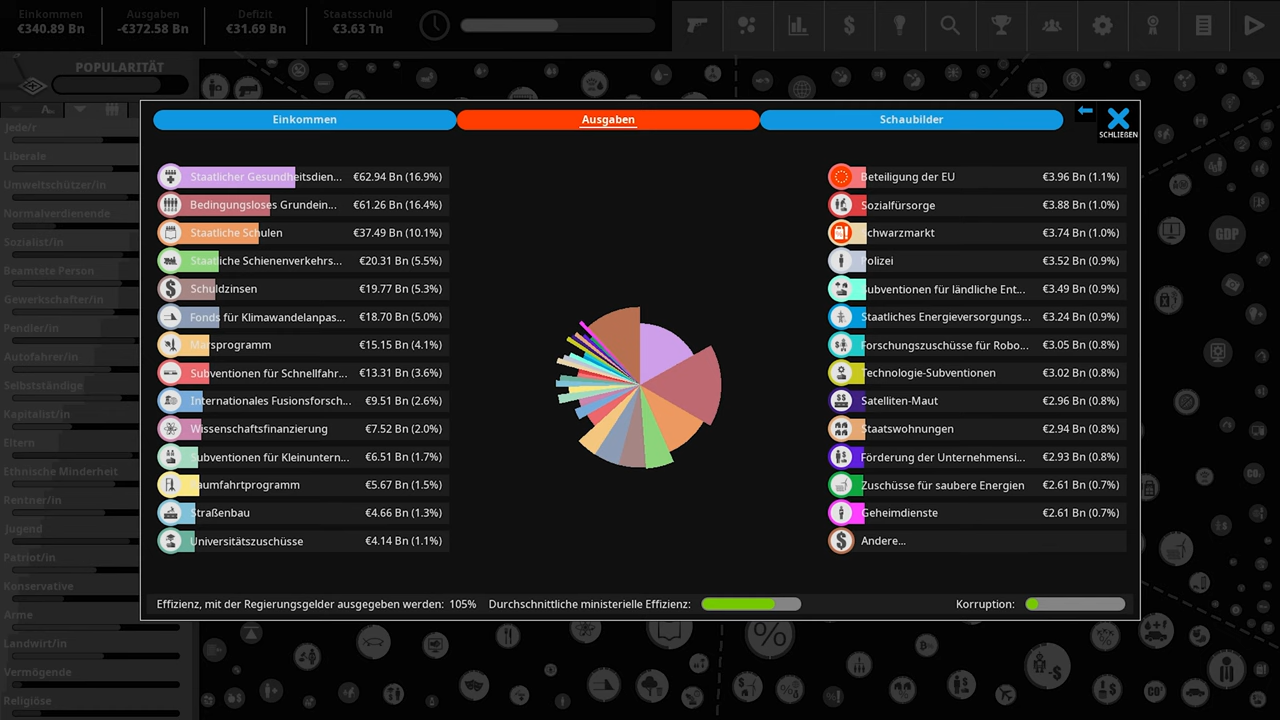 Einkommen
€340.89 Bn
Ausgaben
-€372.58 Bn
Defizit
€31.69 Bn
Staatsschuld
€3.63 Tn
POPULARITÄT
Jede/r
Liberale
Umweltschützer/in
Normalverdienende
Sozialist/in
Beamtete Person
Gewerkschafter/in
Pendler/in
Autofahrer/in
Selbstständige
Kapitalist/in
Eltern
Ethnische Minderheit
Rentner/in
Jugend
Patriot/in
Konservative
Arme
Landwirt/in
Vermögende
Religiöse
Einkommen
Ausgaben
Schaubilder
SCHLIEßEN
Staatlicher Gesundheitsdien... €62.94 Bn (16.9%)
Bedingungsloses Grundein... €61.26 Bn (16.4%)
Staatliche Schulen €37.49 Bn (10.1%)
Staatliche Schienenverkehrs... €20.31 Bn (5.5%)
Schuldzinsen €19.77 Bn (5.3%)
Fonds für Klimawandelanpas... €18.70 Bn (5.0%)
Marsprogramm €15.15 Bn (4.1%)
Subventionen für Schnellfahr... €13.31 Bn (3.6%)
Internationales Fusionsforsch... €9.51 Bn (2.6%)
Wissenschaftsfinanzierung €7.52 Bn (2.0%)
Subventionen für Kleinuntern... €6.51 Bn (1.7%)
Raumfahrtprogramm €5.67 Bn (1.5%)
Straßenbau €4.66 Bn (1.3%)
Universitätszuschüsse €4.14 Bn (1.1%)
Beteiligung der EU €3.96 Bn (1.1%)
Sozialfürsorge €3.88 Bn (1.0%)
Schwarzmarkt €3.74 Bn (1.0%)
Polizei €3.52 Bn (0.9%)
Subventionen für ländliche Ent... €3.49 Bn (0.9%)
Staatliches Energieversorgungs... €3.24 Bn (0.9%)
Forschungszuschüsse für Robo... €3.05 Bn (0.8%)
Technologie-Subventionen €3.02 Bn (0.8%)
Satelliten-Maut €2.96 Bn (0.8%)
Staatswohnungen €2.94 Bn (0.8%)
Förderung der Unternehmensi... €2.93 Bn (0.8%)
Zuschüsse für saubere Energien €2.61 Bn (0.7%)
Geheimdienste €2.61 Bn (0.7%)
Andere...
GDP
Effizienz, mit der Regierungsgelder ausgegeben werden: 105% Durchschnittliche ministerielle Effizienz: Korruption: